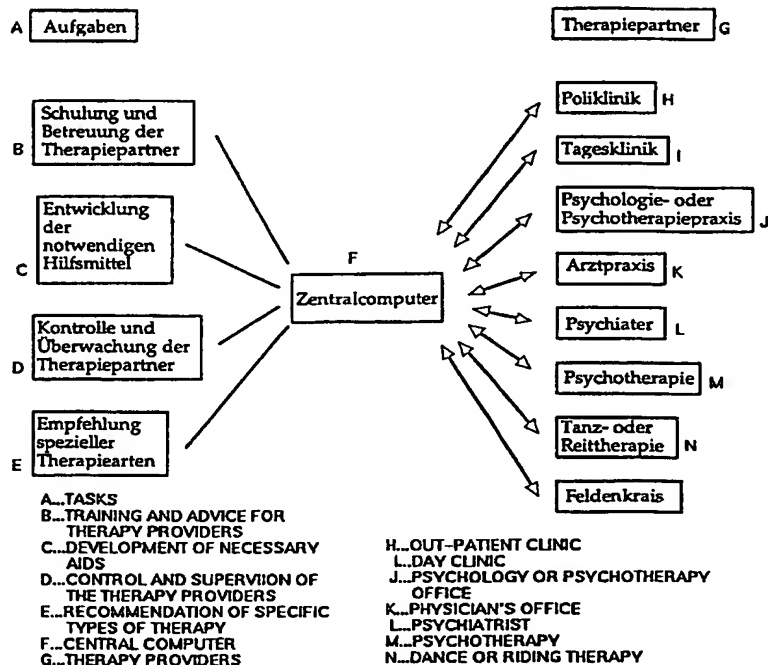 A Aufgaben
Therapiepartner G
Schulung und
Betreuung der
B Therapiepartner
Entwicklung
der
notwendigen
C Hilfsmittel
Kontrolle und
Überwachung der
D Therapiepartner
Empfehlung
spezieller
E Therapiearten
F
Zentralcomputer
Poliklinik H
Tagesklinik I
Psychologie- oder
Psychotherapiepraxis J
Arztpraxis K
Psychiater L
Psychotherapie M
Tanz- oder
Reittherapie N
Feldenkrais
A...TASKS
B...TRAINING AND ADVICE FOR
THERAPY PROVIDERS
C...DEVELOPMENT OF NECESSARY
AIDS
D...CONTROL AND SUPERVIION OF
THE THERAPY PROVIDERS
E...RECOMMENDATION OF SPECIFIC
TYPES OF THERAPY
F...CENTRAL COMPUTER
G...THERAPY PROVIDERS
H...OUT-PATIENT CLINIC
L...DAY CLINIC
J...PSYCHOLOGY OR PSYCHOTHERAPY
OFFICE
K...PHYSICIAN'S OFFICE
L...PSYCHIATRIST
M...PSYCHOTHERAPY
N...DANCE OR RIDING THERAPY